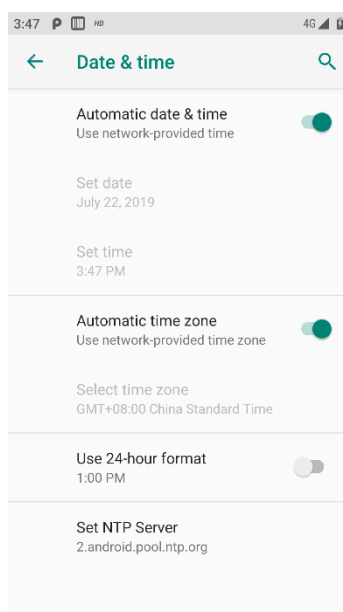 3:47 P HD 4G
Date & time
Automatic date & time
Use network-provided time
Set date
July 22, 2019
Set time
3:47 PM
Automatic time zone
Use network-provided time zone
Select time zone
GMT+08:00 China Standard Time
Use 24-hour format
1:00 PM
Set NTP Server
2.android.pool.ntp.org